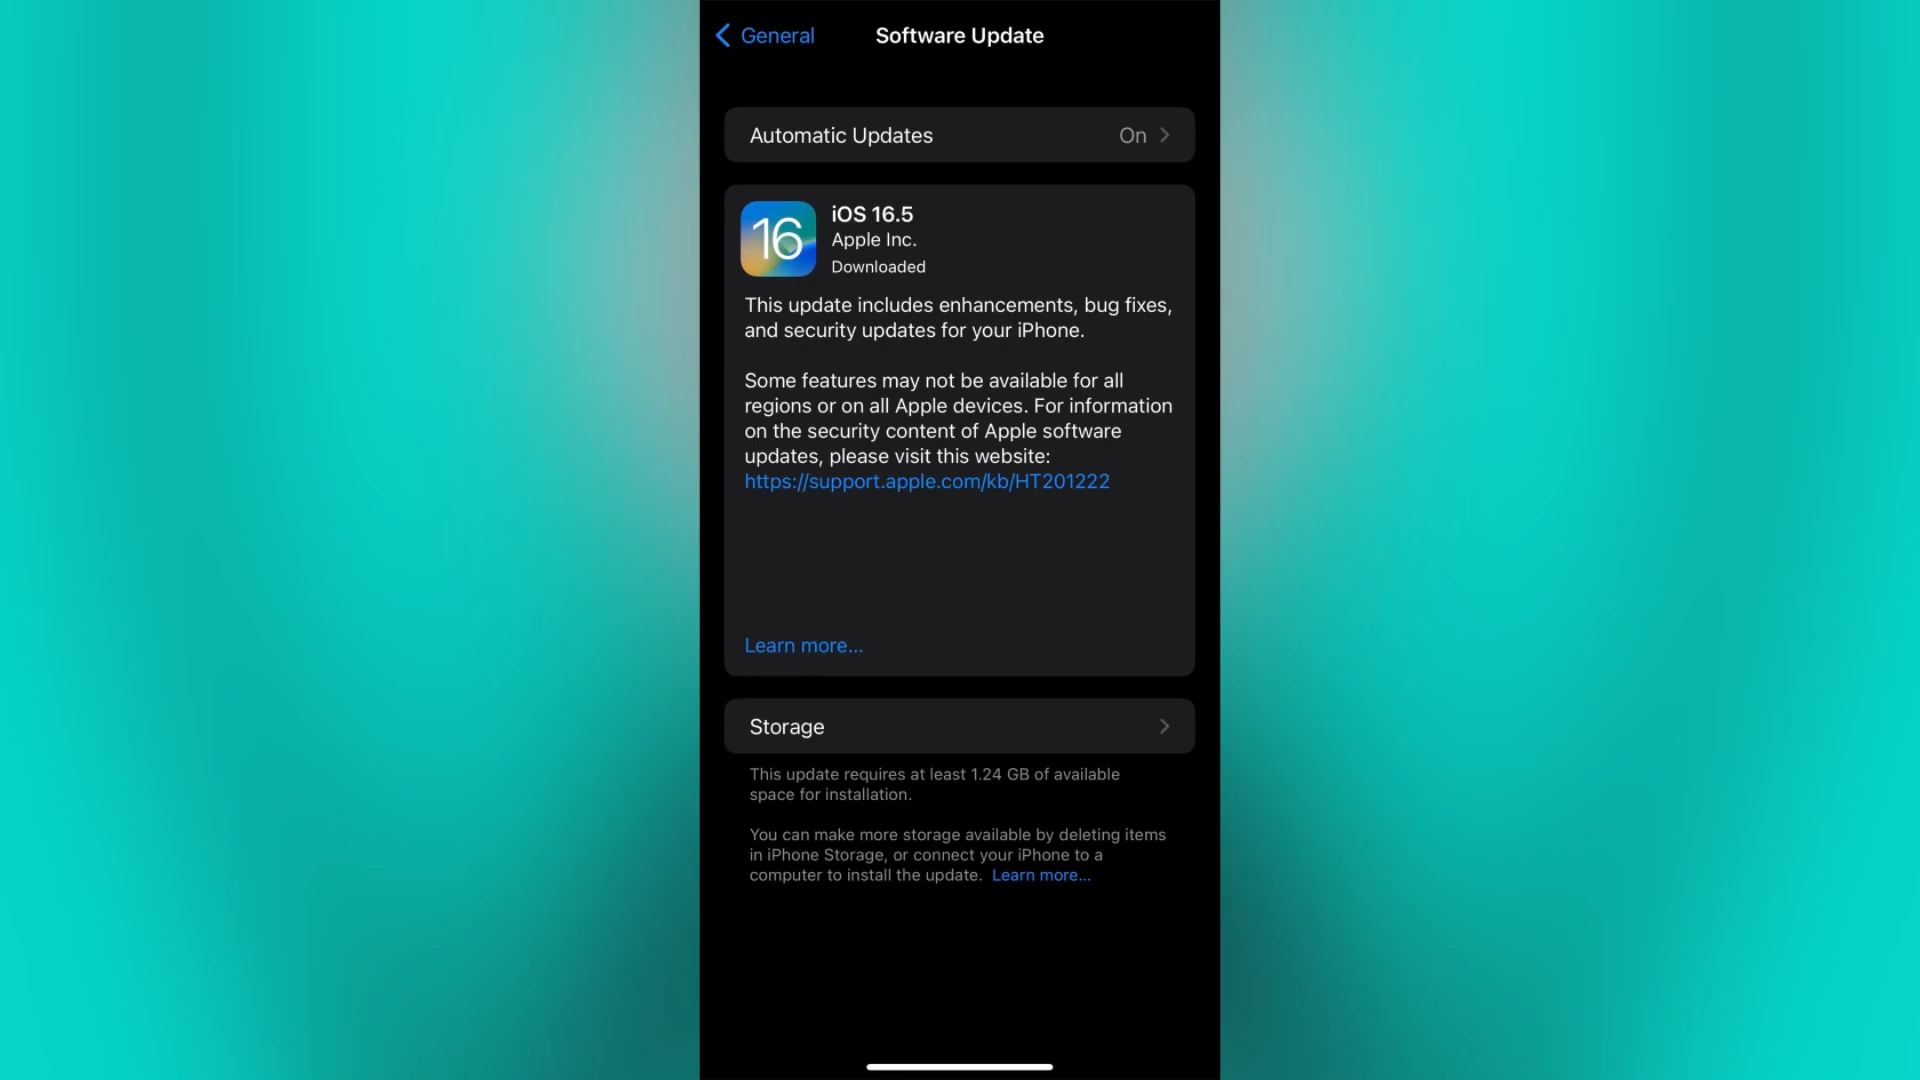 General
Software Update
Automatic Updates
On
16
iOS 16.5
Apple Inc.
Downloaded
This update includes enhancements, bug fixes,
and security updates for your iPhone.
Some features may not be available for all
regions or on all Apple devices. For information
on the security content of Apple software
updates, please visit this website:
https://support.apple.com/kb/HT201222
Learn more...
Storage
This update requires at least 1.24 GB of available
space for installation.
You can make more storage available by deleting items
in iPhone Storage, or connect your iPhone to a
computer to install the update. Learn more...